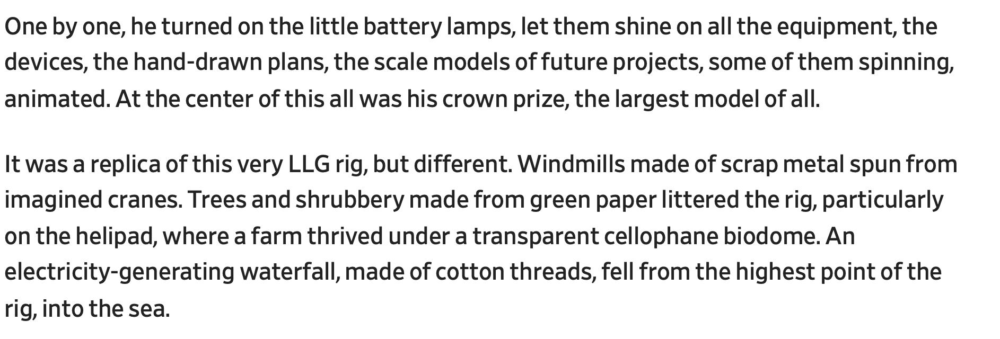 One by one, he turned on the little battery lamps, let them shine on all the equipment, the
devices, the hand-drawn plans, the scale models of future projects, some of them spinning,
animated. At the center of this all was his crown prize, the largest model of all.
It was a replica of this very LLG rig, but different. Windmills made of scrap metal spun from
imagined cranes. Trees and shrubbery made from green paper littered the rig, particularly
on the helipad, where a farm thrived under a transparent cellophane biodome. An
electricity-generating waterfall, made of cotton threads, fell from the highest point of the
rig, into the sea.